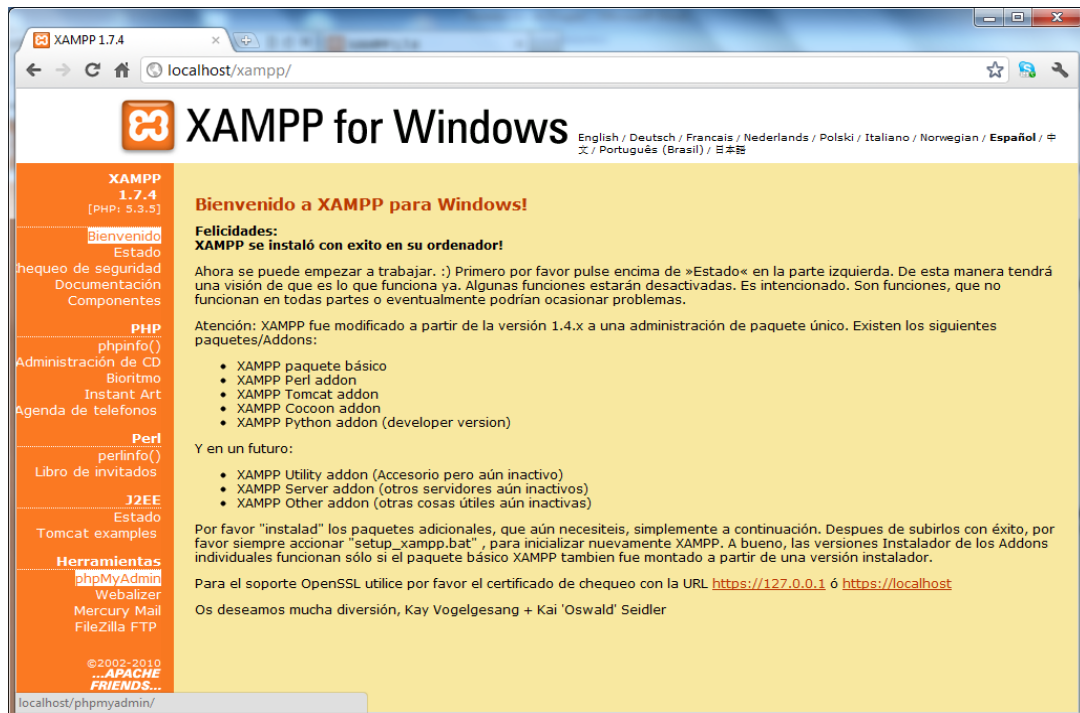 XAMPP 1.7.4
localhost/xampp/
XAMPP for Windows
English / Deutsch / Francais / Nederlands / Polski / Italiano / Norwegian / Español / 中
文 / Português (Brasil) / 日本語
XAMPP
1.7.4
[PHP: 5.3.5]
Bienvenido
Estado
hequeo de seguridad
Documentación
Componentes
PHP
phpinfo()
Administración de CD
Bioritmo
Instant Art
Agenda de telefonos
Perl
perlinfo()
Libro de invitados
J2EE
Estado
Tomcat examples
Herramientas
phpMyAdmin
Webalizer
Mercury Mail
FileZilla FTP
©2002-2010
...APACHE
FRIENDS...
Bienvenido a XAMPP para Windows!
Felicidades:
XAMPP se instaló con exito en su ordenador!
Ahora se puede empezar a trabajar. :) Primero por favor pulse encima de »Estado« en la parte izquierda. De esta manera tendrá
una visión de que es lo que funciona ya. Algunas funciones estarán desactivadas. Es intencionado. Son funciones, que no
funcionan en todas partes o eventualmente podrían ocasionar problemas.
Atención: XAMPP fue modificado a partir de la versión 1.4.x a una administración de paquete único. Existen los siguientes
paquetes/Addons:
• XAMPP paquete básico
• XAMPP Perl addon
• XAMPP Tomcat addon
• XAMPP Cocoon addon
• XAMPP Python addon (developer version)
Y en un futuro:
• XAMPP Utility addon (Accesorio pero aún inactivo)
• XAMPP Server addon (otros servidores aún inactivos)
• XAMPP Other addon (otras cosas útiles aún inactivas)
Por favor "instalad" los paquetes adicionales, que aún necesiteis, simplemente a continuación. Despues de subirlos con éxito, por
favor siempre accionar "setup_xampp.bat" , para inicializar nuevamente XAMPP. A bueno, las versiones Instalador de los Addons
individuales funcionan sólo si el paquete básico XAMPP tambien fue montado a partir de una versión instalador.
Para el soporte OpenSSL utilice por favor el certificado de chequeo con la URL https://127.0.0.1 ó https://localhost
Os deseamos mucha diversión, Kay Vogelgesang + Kai 'Oswald' Seidler
localhost/phpmyadmin/